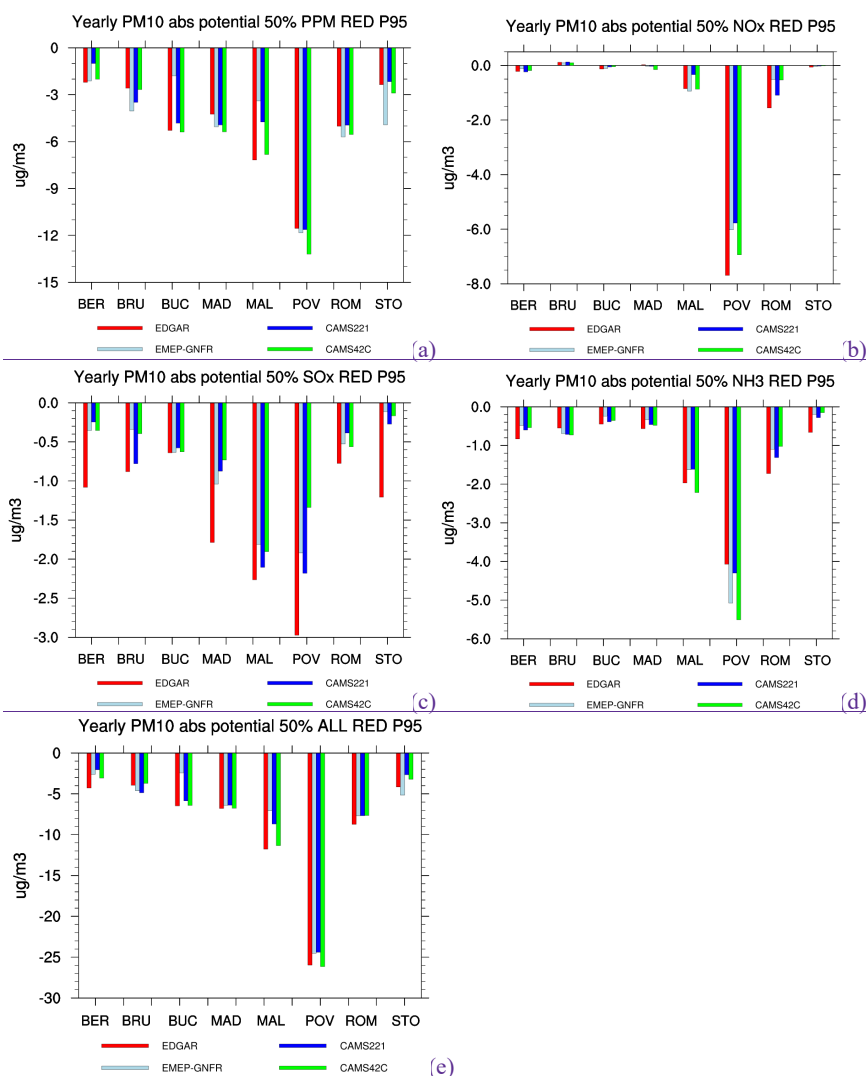 Yearly PM10 abs potential 50% PPM RED P95
0
-3
-6
-9
-12
-15
ug/m3
BER BRU BUC MAD MAL POV ROM STO
EDGAR CAMS221
EMEP-GNFR CAMS42C
(a)
Yearly PM10 abs potential 50% NOx RED P95
0.0
-2.0
-4.0
-6.0
-8.0
ug/m3
BER BRU BUC MAD MAL POV ROM STO
EDGAR CAMS221
EMEP-GNFR CAMS42C
(b)
Yearly PM10 abs potential 50% SOx RED P95
0.0
-0.5
-1.0
-1.5
-2.0
-2.5
-3.0
ug/m3
BER BRU BUC MAD MAL POV ROM STO
EDGAR CAMS221
EMEP-GNFR CAMS42C
(c)
Yearly PM10 abs potential 50% NH3 RED P95
0.0
-1.0
-2.0
-3.0
-4.0
-5.0
-6.0
ug/m3
BER BRU BUC MAD MAL POV ROM STO
EDGAR CAMS221
EMEP-GNFR CAMS42C
(d)
Yearly PM10 abs potential 50% ALL RED P95
0
-5
-10
-15
-20
-25
-30
ug/m3
BER BRU BUC MAD MAL POV ROM STO
EDGAR CAMS221
EMEP-GNFR CAMS42C
(e)